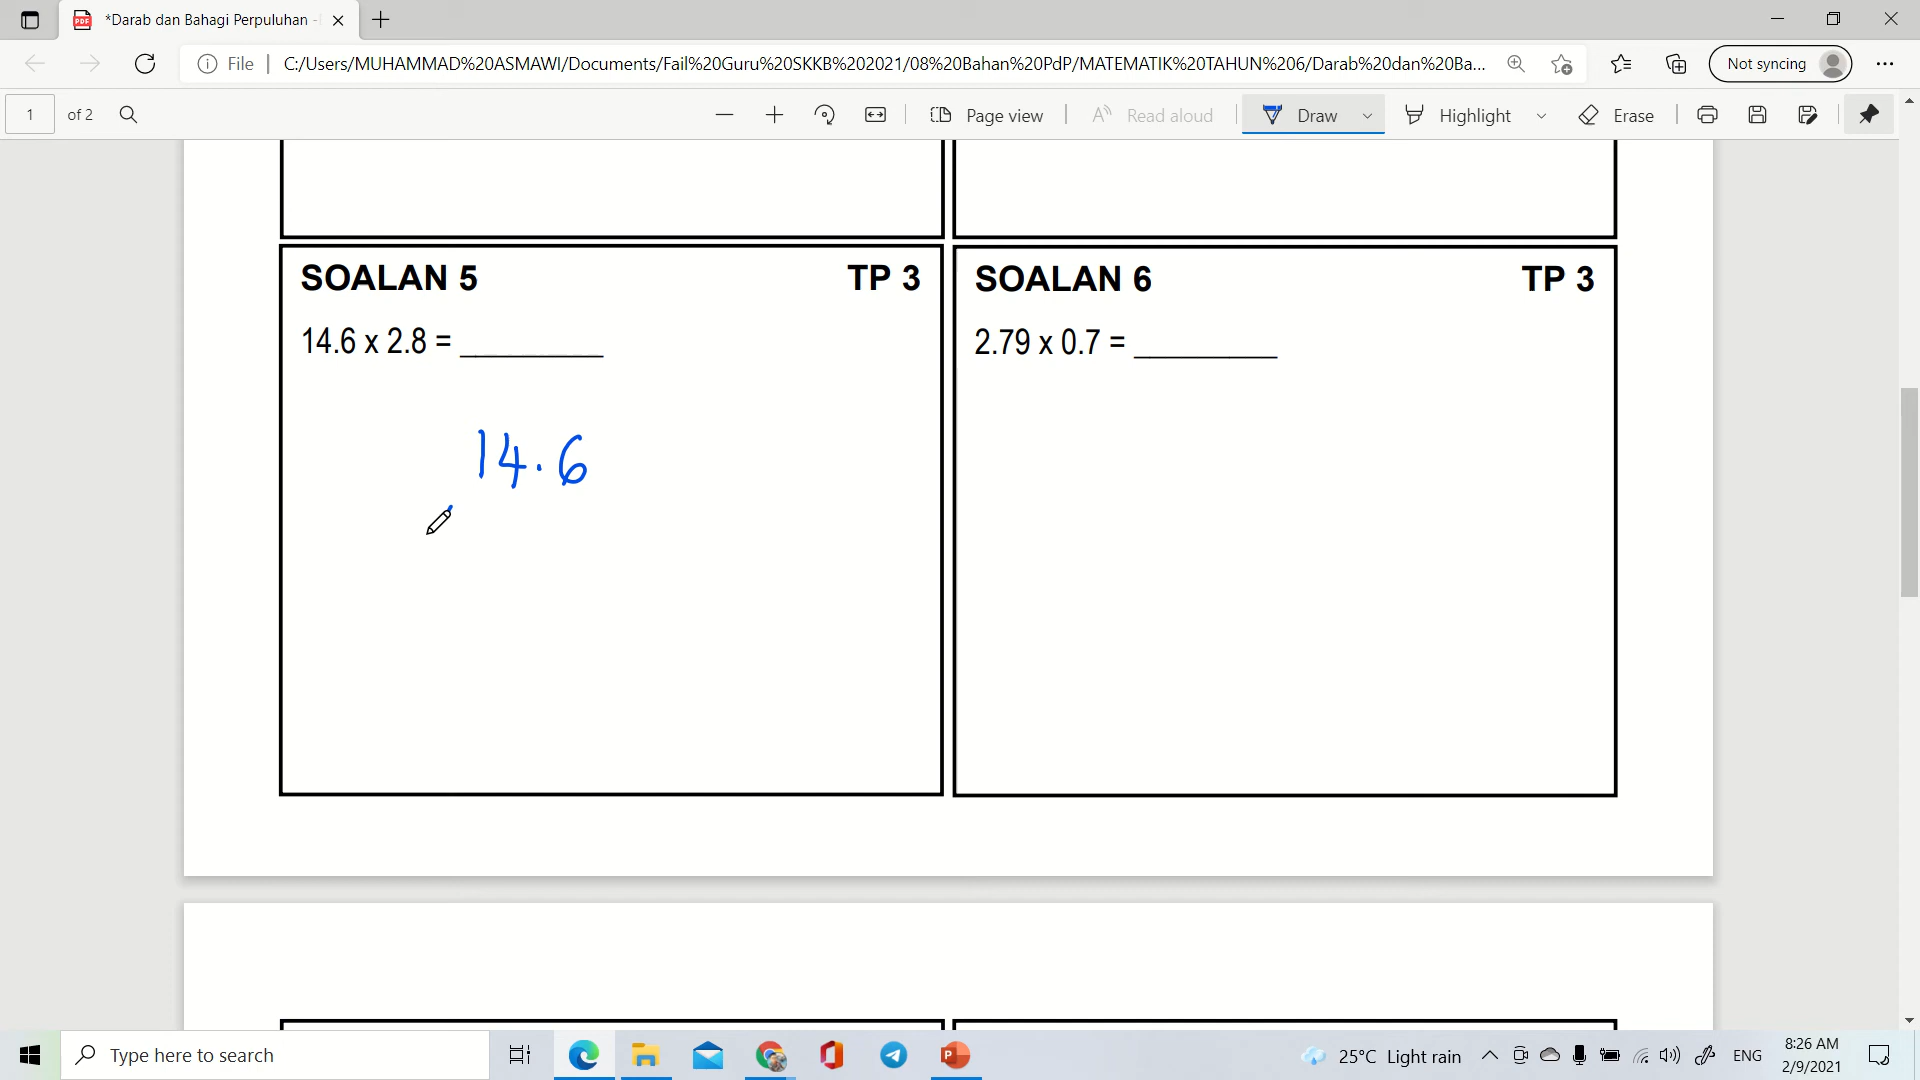 *Darab dan Bahagi Perpuluhan -
File
C:/Users/MUHAMMAD%20ASMAWI/Documents/Fail%20Guru%20SKKB%202021/08%20Bahan%20PdP/MATEMATIK%20TAHUN%206/Darab%20dan%20Ba...
Not syncing
1 of 2
Page view
Read aloud
Draw
Highlight
Erase
SOALAN 5 TP 3
14.6 x 2.8 = _________
14.6
SOALAN 6 TP 3
2.79 x 0.7 = _________
Type here to search
25°C Light rain
ENG
8:26 AM
2/9/2021